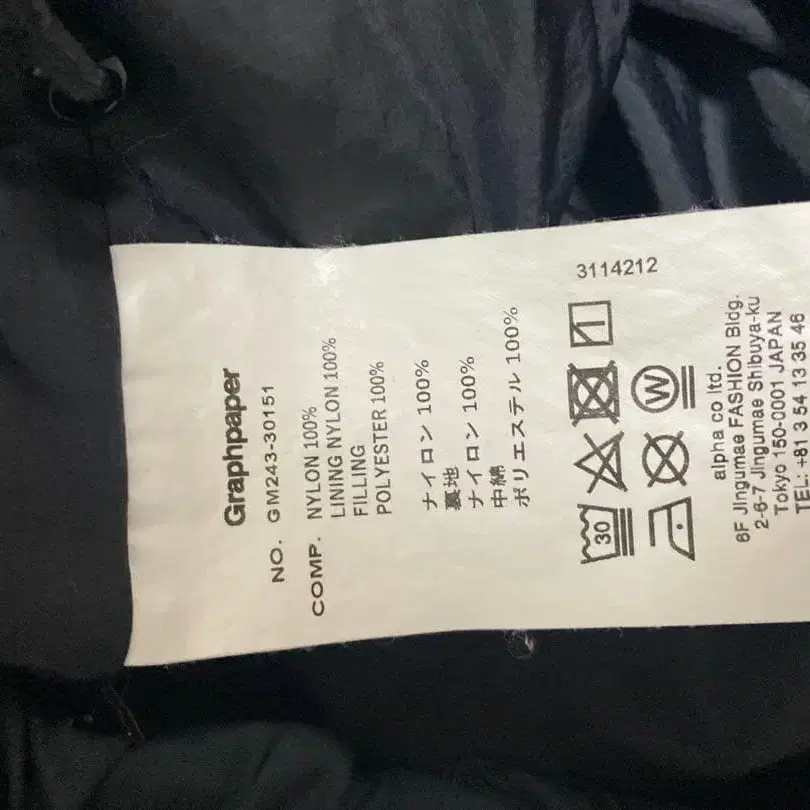 Graphpaper
NO. GM243-30151
COMP. NYLON 100%
LINING NYLON 100%
FILLING
POLYESTER 100%
ナイロン 100%
裏地
ナイロン 100%
中綿
ポリエステル 100%
3114212
30
W
alpha co ltd.
6F Jingumae FASHION Bldg.
2-6-7 Jingumae Shibuya-ku
Tokyo 150-0001 JAPAN
TEL: +81 3 54 13 35 46